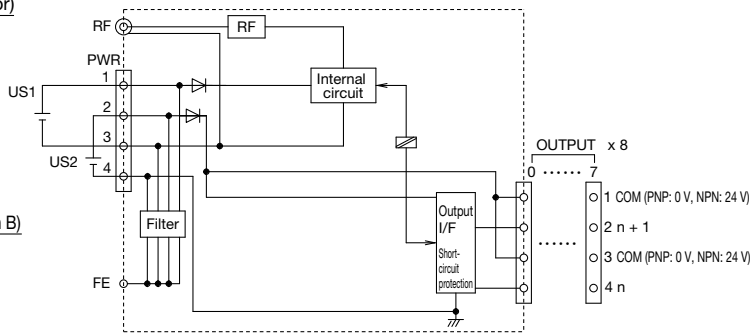 or)
RF
RF
PWR
1
2
3
4
US1
US2
Internal
circuit
OUTPUT x 8
0 ...... 7
1 COM (PNP: 0 V, NPN: 24 V)
2 n + 1
3 COM (PNP: 0 V, NPN: 24 V)
4 n
......
Output
I/F
Short-
circuit
protection
B)
Filter
FE